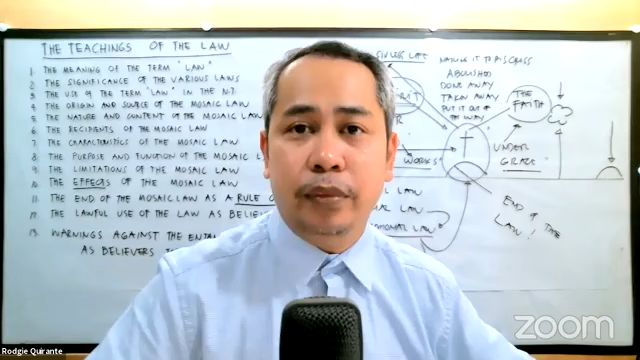 THE TEACHINGS OF THE LAW
1. THE MEANING OF THE TERM "LAW"
2. THE SIGNIFICANCE OF THE VARIOUS LAWS
3. THE USE OF THE TERM "LAW" IN THE N.T.
4. THE ORIGIN AND SOURCE OF THE MOSAIC LAW
5. THE NATURE AND CONTENT OF THE MOSAIC LAW
6. THE RECIPIENTS OF THE MOSAIC LAW
7. THE CHARACTERISTICS OF THE MOSAIC LAW
8. THE PURPOSE AND FUNCTION OF THE MOSAIC
9. THE LIMITATIONS OF THE MOSAIC LAW
10. THE EFFECTS OF THE MOSAIC LAW
11. THE END OF THE MOSAIC LAW AS A RULE
12. THE LAWFUL USE OF THE LAW AS
13. WARNINGS AGAINST THE
AS BELIEVERS
LIFE
ABOLISHED
DONE AWAY
TAKEN AWAY
PUT IT OUT OF
THE WAY
THE
FAITH
WORKS
UNDER
GRACE
LAW
LAW
LAW
END OF THE
LAW!
zoom
Rodgie Quirante